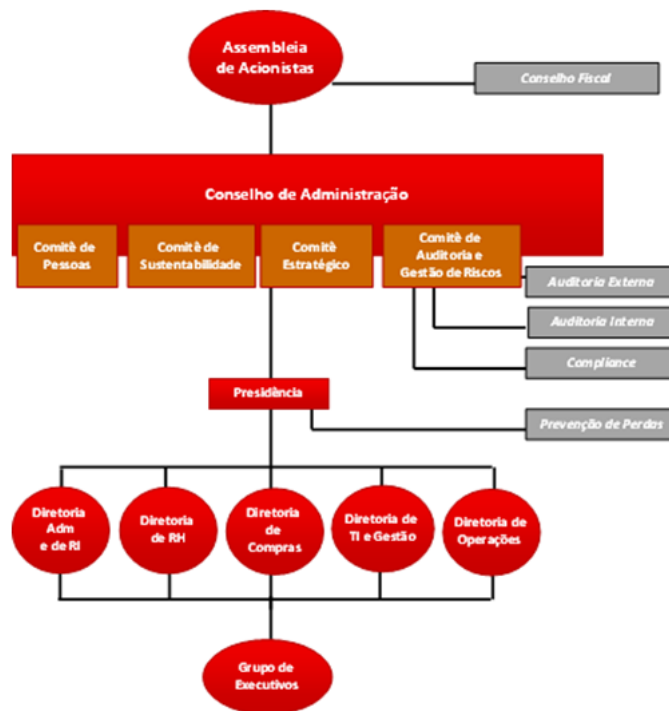 Assembleia
de Acionistas
Conselho Fiscal
Conselho de Administração
Comitê de
Pessoas
Comitê de
Sustentabilidade
Comitê
Estratégico
Comitê de
Auditoria e
Gestão de Riscos
Auditoria Externa
Auditoria Interna
Compliance
Presidência
Prevenção de Perdas
Diretoria
Adm
e de RI
Diretoria
de RH
Diretoria
de
Compras
Diretoria de
TI e Gestão
Diretoria de
Operações
Grupo de
Executivos